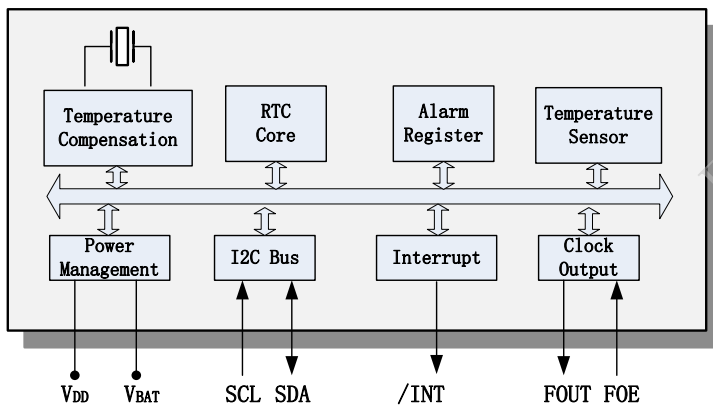 Temperature
Compensation
RTC
Core
Alarm
Register
Temperature
Sensor
Power
Management
I2C Bus
Interrupt
Clock
Output
VDD
VBAT
SCL SDA
/INT
FOUT FOE